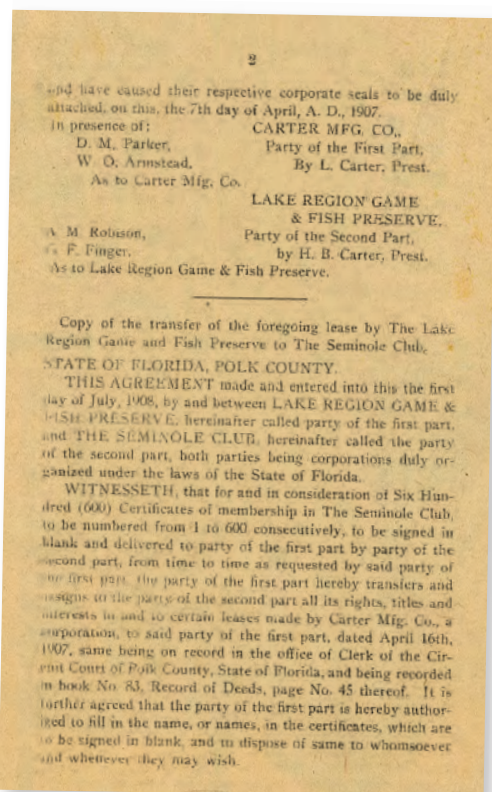 2
and have caused their respective corporate seals to be duly
attached, on this, the 7th day of April, A. D., 1907.
In presence of: CARTER MFG. CO.,
D. M. Parker, Party of the First Part,
W. O. Armstead, By L. Carter, Prest.
As to Carter Mfg. Co.
LAKE REGION GAME
& FISH PRESERVE,
A. M. Robison, Party of the Second Part,
F. Finger, by H. B. Carter, Prest.
As to Lake Region Game & Fish Preserve.
Copy of the transfer of the foregoing lease by The Lake
Region Game and Fish Preserve to The Seminole Club.
STATE OF FLORIDA, POLK COUNTY.
THIS AGREEMENT made and entered into this the first
day of July, 1908, by and between LAKE REGION GAME &
FISH PRESERVE, hereinafter called party of the first part,
and THE SEMINOLE CLUB, hereinafter called the party
of the second part, both parties being corporations duly or-
ganized under the laws of the State of Florida.
WITNESSETH, that for and in consideration of Six Hun-
dred (600) Certificates of membership in The Seminole Club,
to be numbered from 1 to 600 consecutively, to be signed in
blank and delivered to party of the first part by party of the
second part, from time to time as requested by said party of
the first part, the party of the first part hereby transfers and
assigns to the party of the second part all its rights, titles and
interests in and to certain leases made by Carter Mfg. Co., a
corporation, to said party of the first part, dated April 16th,
1907, same being on record in the office of Clerk of the Cir-
cuit Court of Polk County, State of Florida, and being recorded
in book No. 83, Record of Deeds, page No. 45 thereof. It is
further agreed that the party of the first part is hereby author-
ized to fill in the name, or names, in the certificates, which are
to be signed in blank, and to dispose of same to whomsoever
and whenever they may wish.